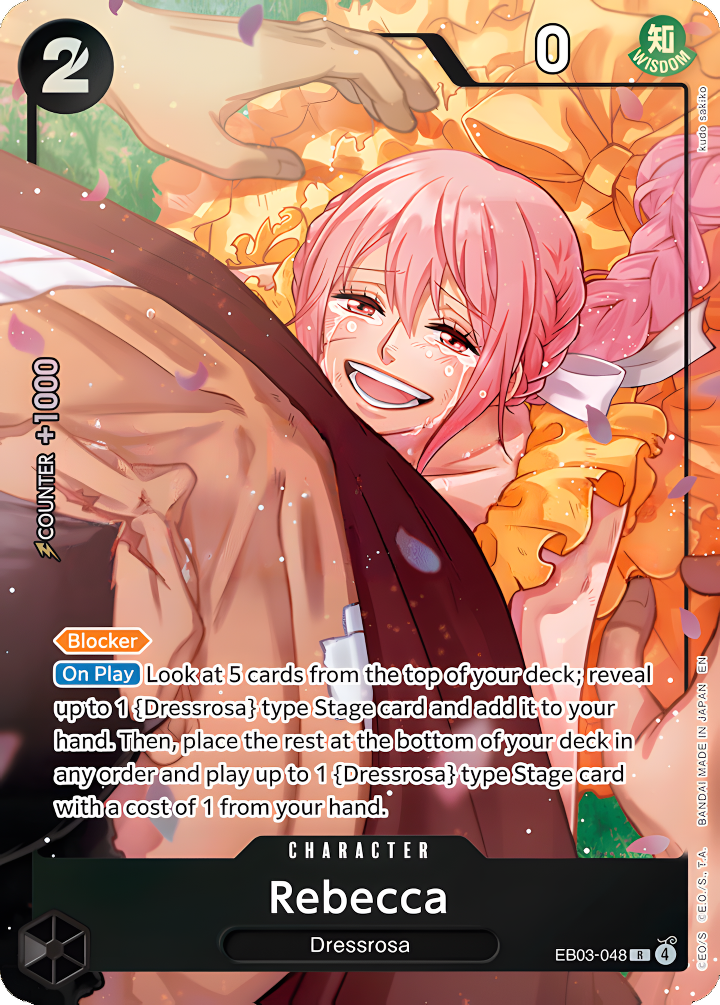 2
0
知
WISDOM
kudo sakiko
COUNTER +1000
Blocker
On Play Look at 5 cards from the top of your deck; reveal
up to 1 {Dressrosa} type Stage card and add it to your
hand. Then, place the rest at the bottom of your deck in
any order and play up to 1 {Dressrosa} type Stage card
with a cost of 1 from your hand.
CHARACTER
Rebecca
Dressrosa
EB03-048 R 4
©EO/S ©E.O./S., T.A. BANDAI MADE IN JAPAN EN